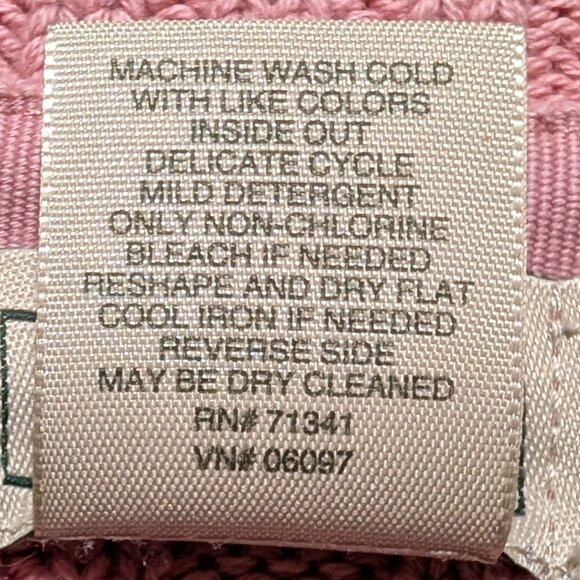 MACHINE WASH COLD
WITH LIKE COLORS
INSIDE OUT
DELICATE CYCLE
MILD DETERGENT
ONLY NON-CHLORINE
BLEACH IF NEEDED
RESHAPE AND DRY FLAT
COOL IRON IF NEEDED
REVERSE SIDE
MAY BE DRY CLEANED
RN# 71341
VN# 06097